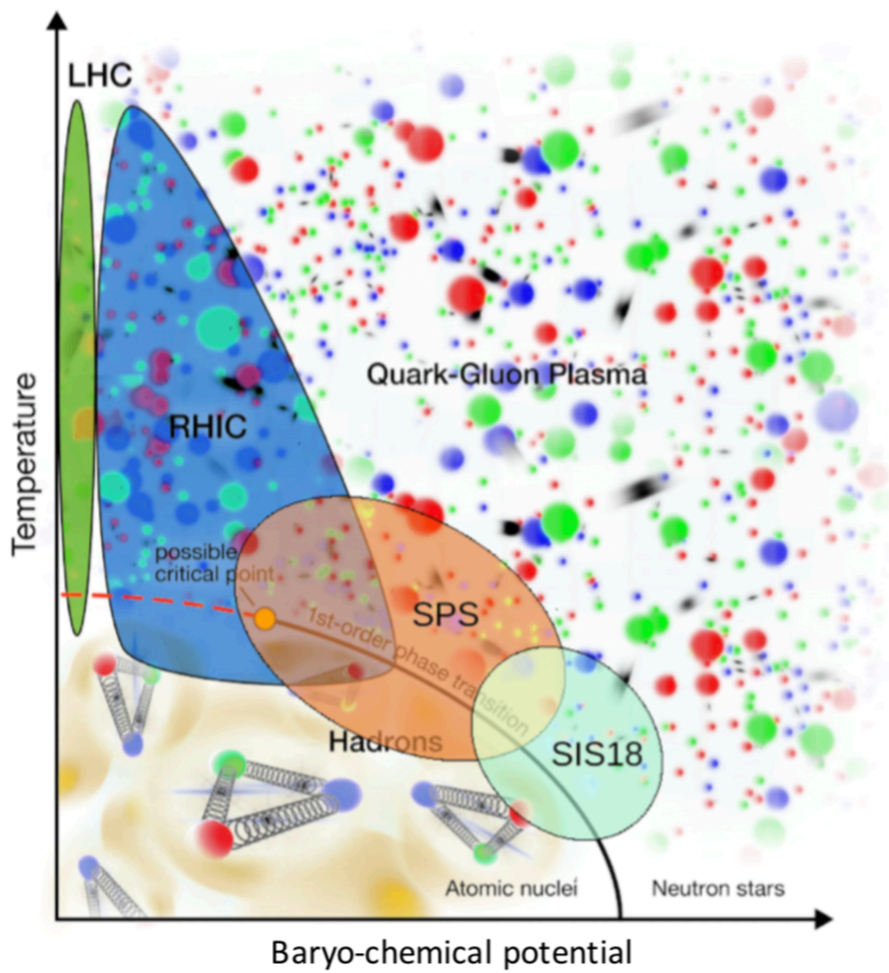 LHC
Quark-Gluon Plasma
RHIC
Temperature
possible
critical point
1st-order phase transition
SPS
Hadrons
SIS18
Atomic nuclei
Neutron stars
Baryo-chemical potential